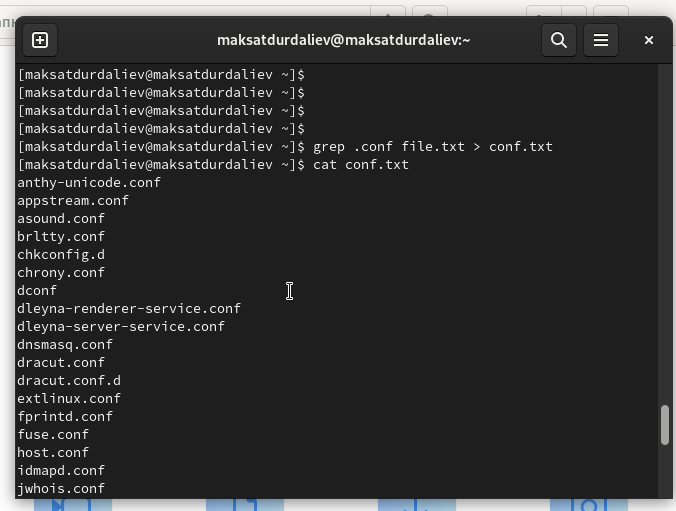 maksatdurdaliev@maksatdurdaliev:~
[maksatdurdaliev@maksatdurdaliev ~]$
[maksatdurdaliev@maksatdurdaliev ~]$
[maksatdurdaliev@maksatdurdaliev ~]$
[maksatdurdaliev@maksatdurdaliev ~]$
[maksatdurdaliev@maksatdurdaliev ~]$ grep .conf file.txt > conf.txt
[maksatdurdaliev@maksatdurdaliev ~]$ cat conf.txt
anthy-unicode.conf
appstream.conf
asound.conf
brltty.conf
chkconfig.d
chrony.conf
dconf
dleyna-renderer-service.conf
dleyna-server-service.conf
dnsmasq.conf
dracut.conf
dracut.conf.d
extlinux.conf
fprintd.conf
fuse.conf
host.conf
idmapd.conf
jwhois.conf